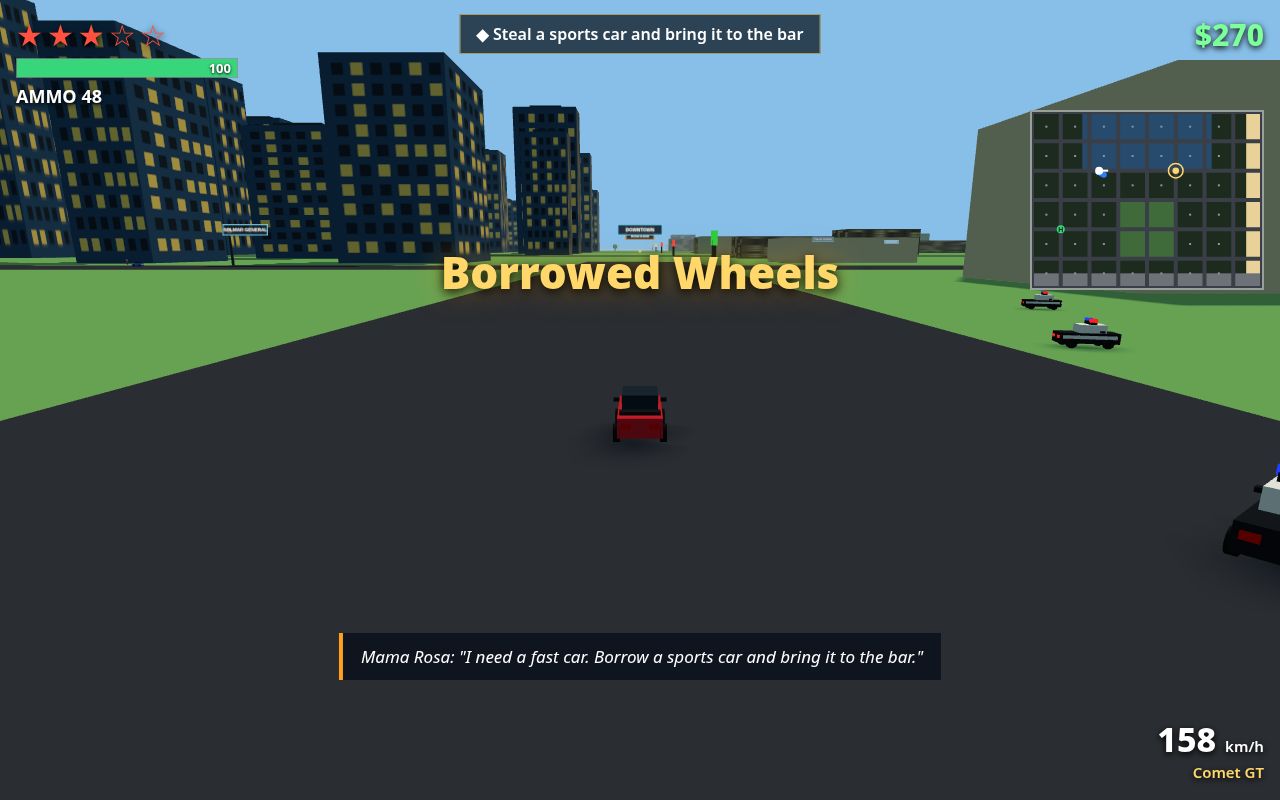 ◆ Steal a sports car and bring it to the bar
$270
100
AMMO 48
H
DOWNTOWN
Borrowed Wheels
Mama Rosa: "I need a fast car. Borrow a sports car and bring it to the bar."
158 km/h
Comet GT